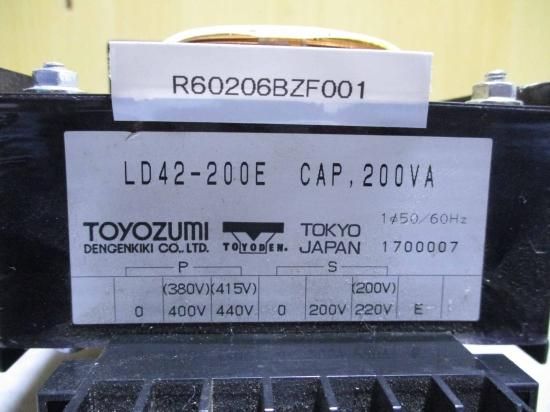 R60206BZF001
LD42-200E CAP, 200VA
TOYOZUMI
DENGENKIKI CO., LTD.
TOYODEN.
TOKYO
JAPAN
1φ50/60Hz
1700007
P S
(380V) (415V) (200V)
0 400V 440V 0 200V 220V E